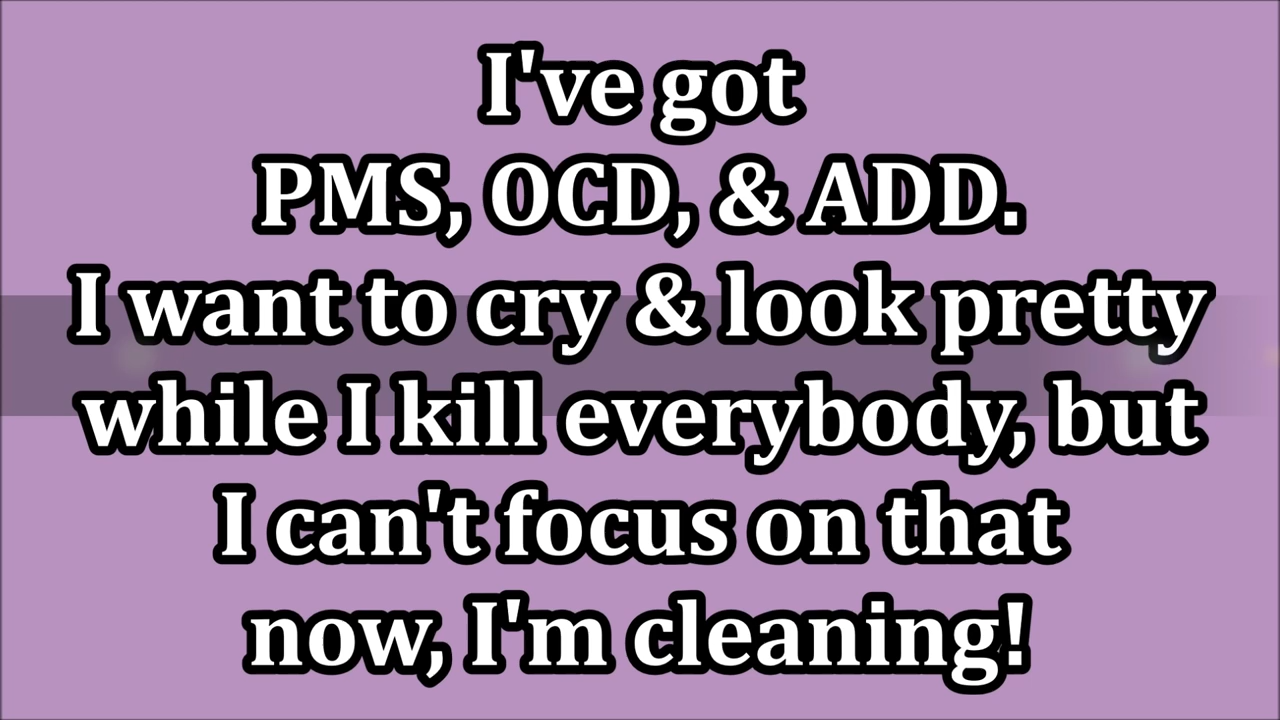 I've got
PMS, OCD, & ADD.
I want to cry & look pretty
while I kill everybody, but
I can't focus on that
now, I'm cleaning!